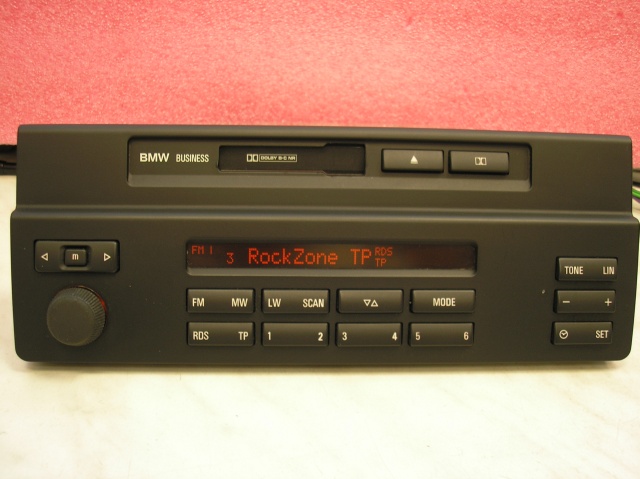 BMW BUSINESS DOLBY B-C NR
FM I 3 RockZone TP RDS
TP
m
TONE LIN
FM MW LW SCAN MODE - +
RDS TP 1 2 3 4 5 6 SET